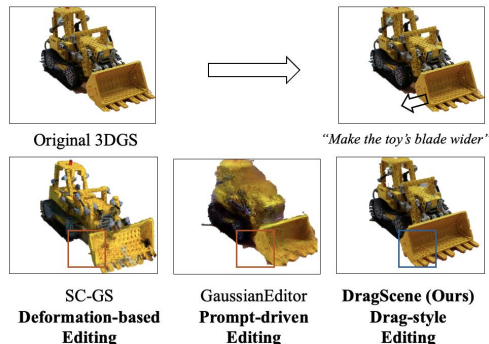 Original 3DGS
"Make the toy's blade wider"
SC-GS
Deformation-based
Editing
GaussianEditor
Prompt-driven
Editing
DragScene (Ours)
Drag-style
Editing